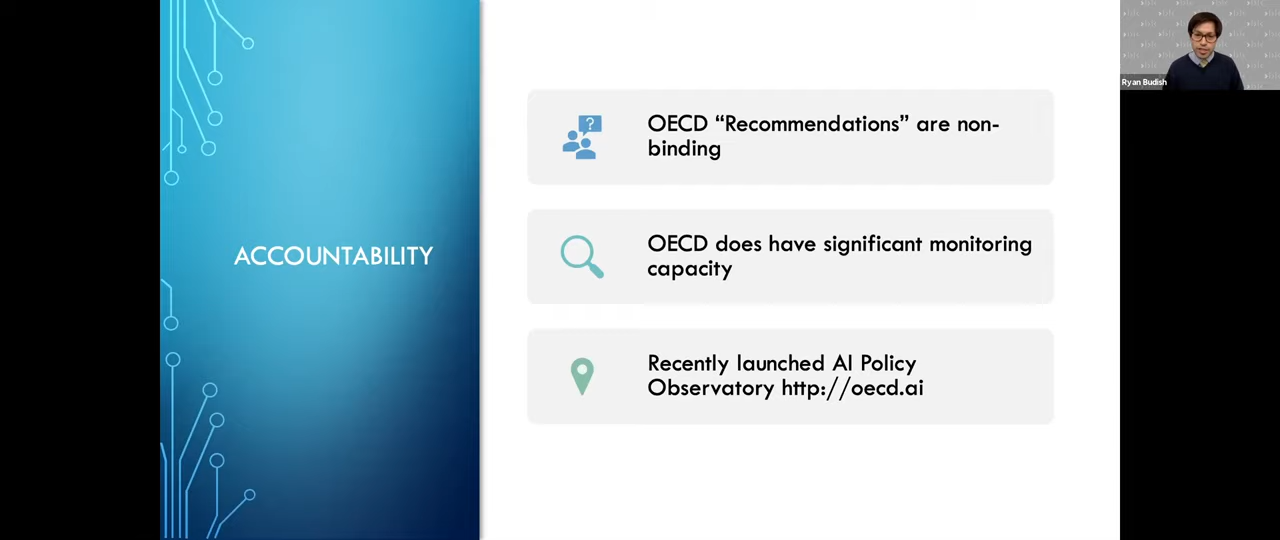 ACCOUNTABILITY
OECD “Recommendations” are non-
binding
OECD does have significant monitoring
capacity
Recently launched AI Policy
Observatory http://oecd.ai
?
Ryan Budish